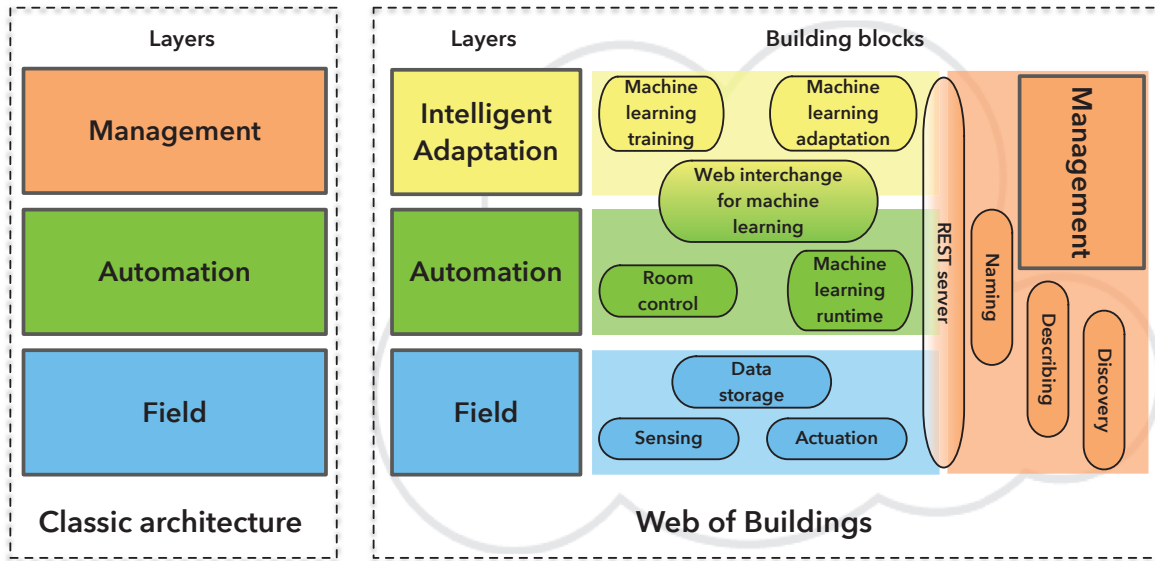 Layers
Management
Automation
Field
Classic architecture
Layers
Building blocks
Intelligent
Adaptation
Automation
Field
Machine
learning
training
Machine
learning
adaptation
Web interchange
for machine
learning
Room
control
Machine
learning
runtime
Data
storage
Sensing
Actuation
REST server
Management
Naming
Describing
Discovery
Web of Buildings